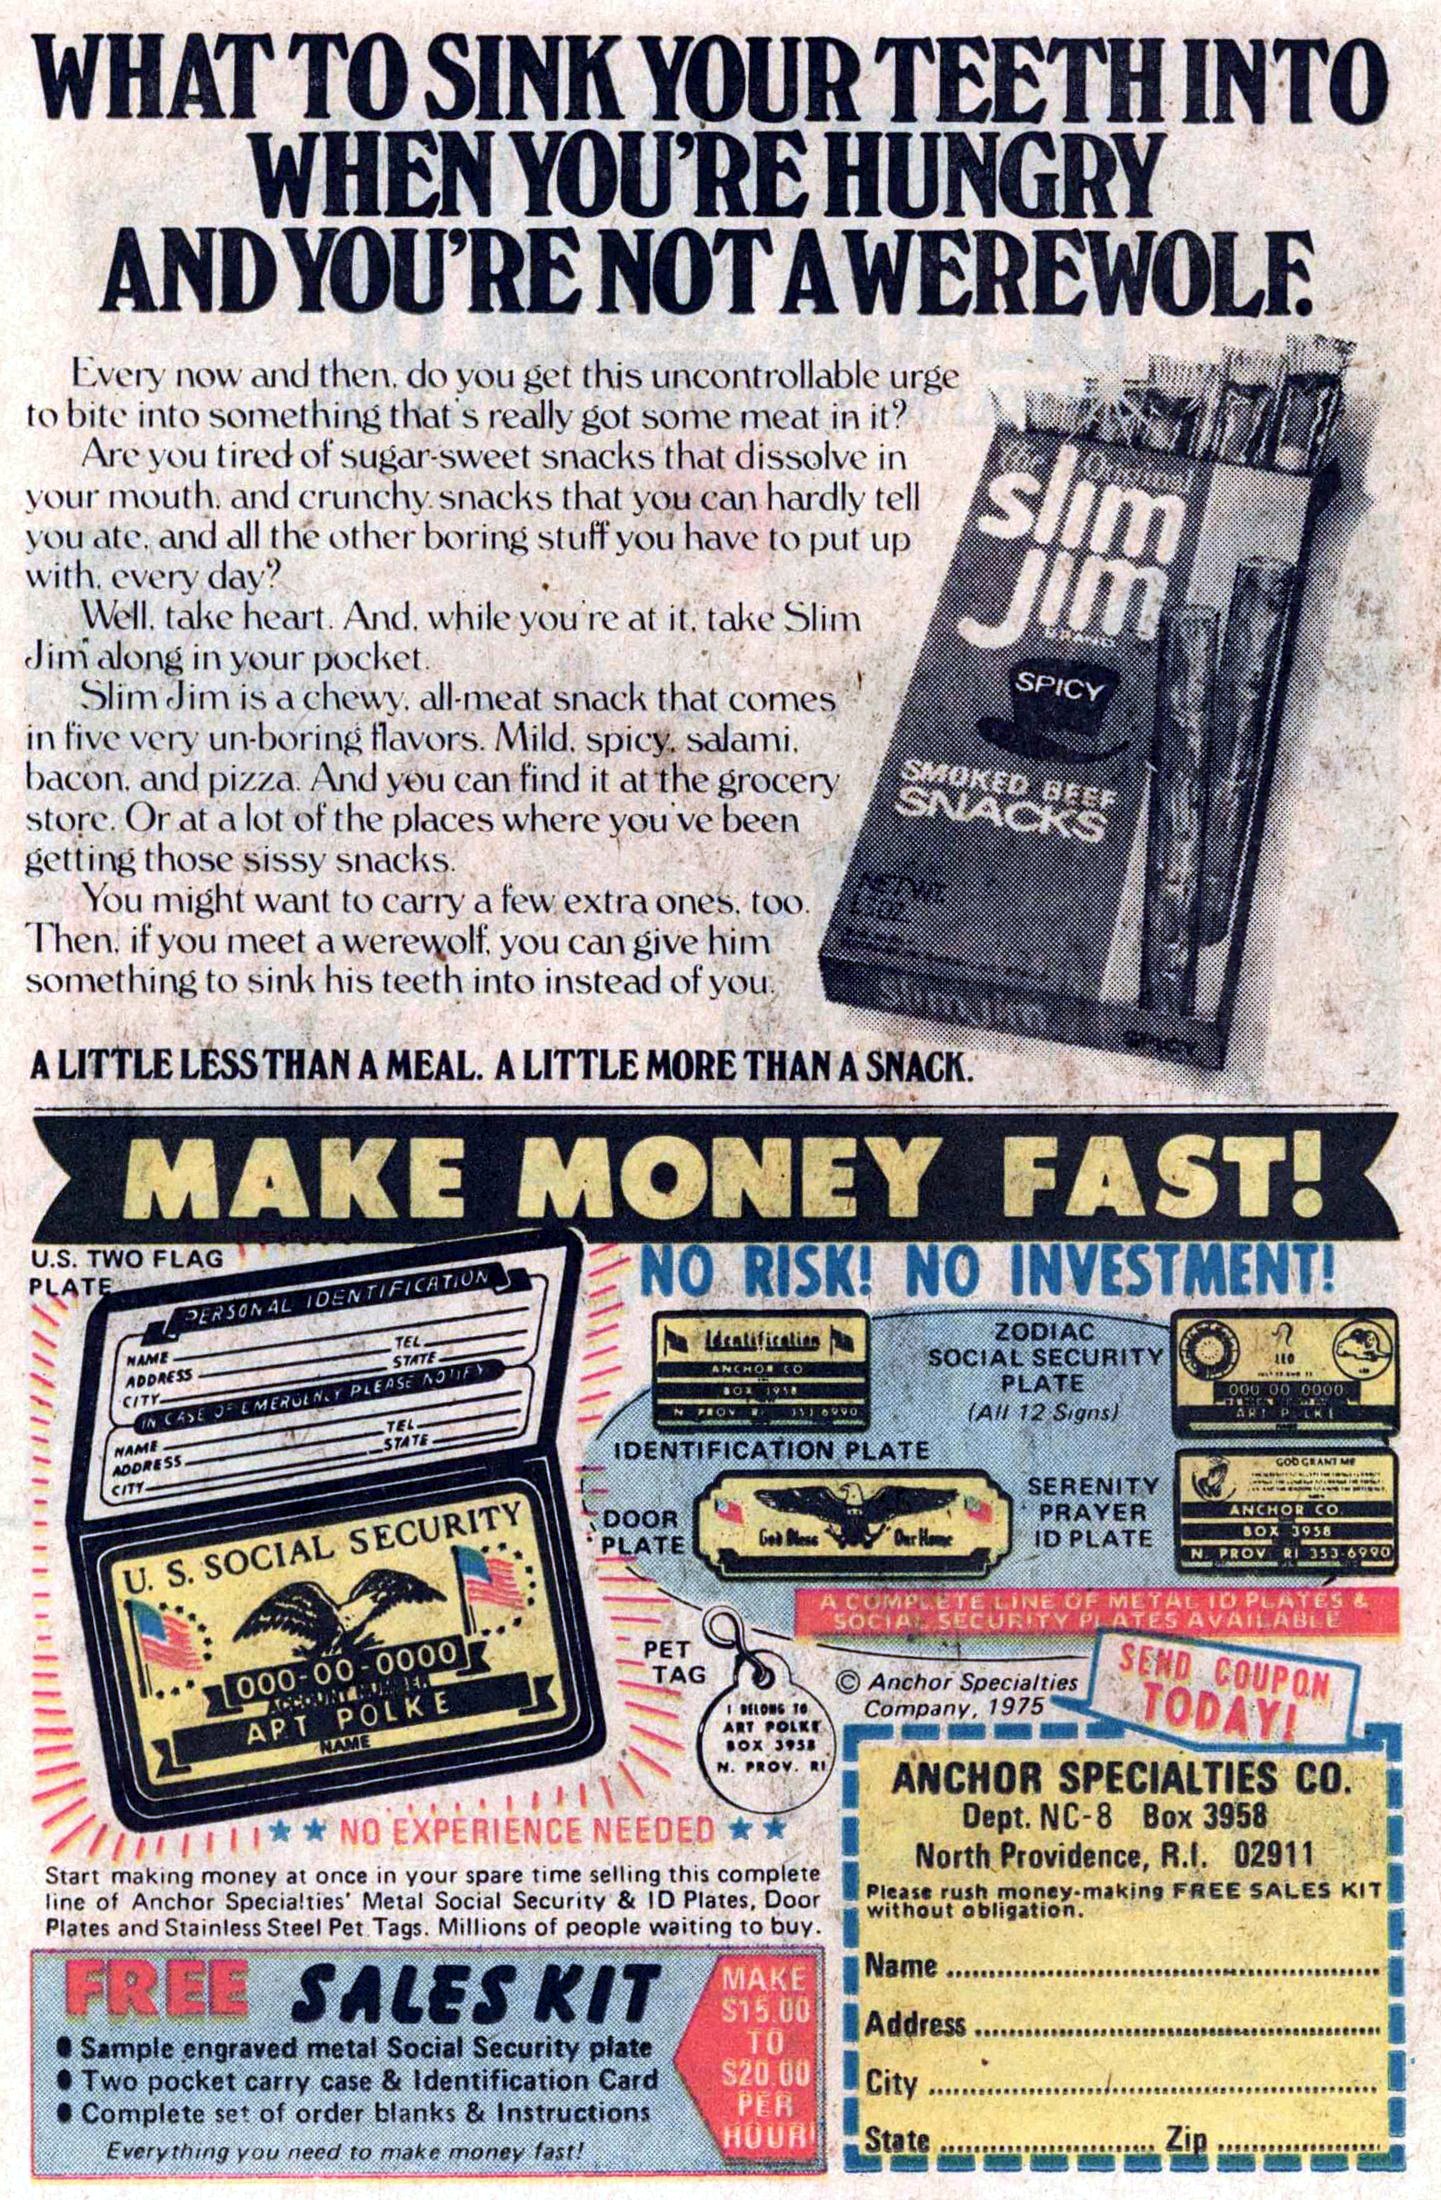 WHAT TO SINK YOUR TEETH INTO
WHEN YOU'RE HUNGRY
AND YOU'RE NOT A WEREWOLF.
Every now and then, do you get this uncontrollable urge
to bite into something that's really got some meat in it?
Are you tired of sugar-sweet snacks that dissolve in
your mouth, and crunchy snacks that you can hardly tell
you ate, and all the other boring stuff you have to put up
with, every day?
Well, take heart. And, while you're at it, take Slim
Jim along in your pocket.
Slim Jim is a chewy, all-meat snack that comes
in five very un-boring flavors. Mild, spicy, salami,
bacon, and pizza. And you can find it at the grocery
store. Or at a lot of the places where you've been
getting those sissy snacks.
You might want to carry a few extra ones, too.
Then, if you meet a werewolf, you can give him
something to sink his teeth into instead of you.
slim
Jim
SPICY
SMOKED BEEF
SNACKS
NET WT.
SPICY
A LITTLE LESS THAN A MEAL. A LITTLE MORE THAN A SNACK.
MAKE MONEY FAST!
U.S. TWO FLAG
PLATE
NO RISK! NO INVESTMENT!
PERSONAL IDENTIFICATION
NAME TEL.
ADDRESS STATE
CITY
IN CASE OF EMERGENCY PLEASE NOTIFY
NAME TEL.
ADDRESS STATE
CITY
U. S. SOCIAL SECURITY
000-00-0000
ACCOUNT NUMBER
ART POLKE
NAME
Identification
ANCHOR CO
BOX 3958
N. PROV. RI 353-6990
IDENTIFICATION PLATE
ZODIAC
SOCIAL SECURITY
PLATE
(All 12 Signs)
LEO
000 00 0000
ART POLKE
DOOR
PLATE
God Bless Our Home
SERENITY
PRAYER
ID PLATE
GOD GRANT ME
ANCHOR CO.
BOX 3958
N. PROV. RI 353-6990
A COMPLETE LINE OF METAL ID PLATES &
SOCIAL SECURITY PLATES AVAILABLE
PET
TAG
I BELONG TO
ART POLKE
BOX 3958
N. PROV. RI
© Anchor Specialties
Company, 1975
SEND COUPON
TODAY!
★ ★ NO EXPERIENCE NEEDED ★ ★
Start making money at once in your spare time selling this complete
line of Anchor Specialties' Metal Social Security & ID Plates, Door
Plates and Stainless Steel Pet Tags. Millions of people waiting to buy.
FREE SALES KIT
● Sample engraved metal Social Security plate
● Two pocket carry case & Identification Card
● Complete set of order blanks & Instructions
Everything you need to make money fast!
MAKE
$15.00
TO
$20.00
PER
HOUR!
ANCHOR SPECIALTIES CO.
Dept. NC-8 Box 3958
North Providence, R.I. 02911
Please rush money-making FREE SALES KIT
without obligation.
Name
Address
City
State Zip